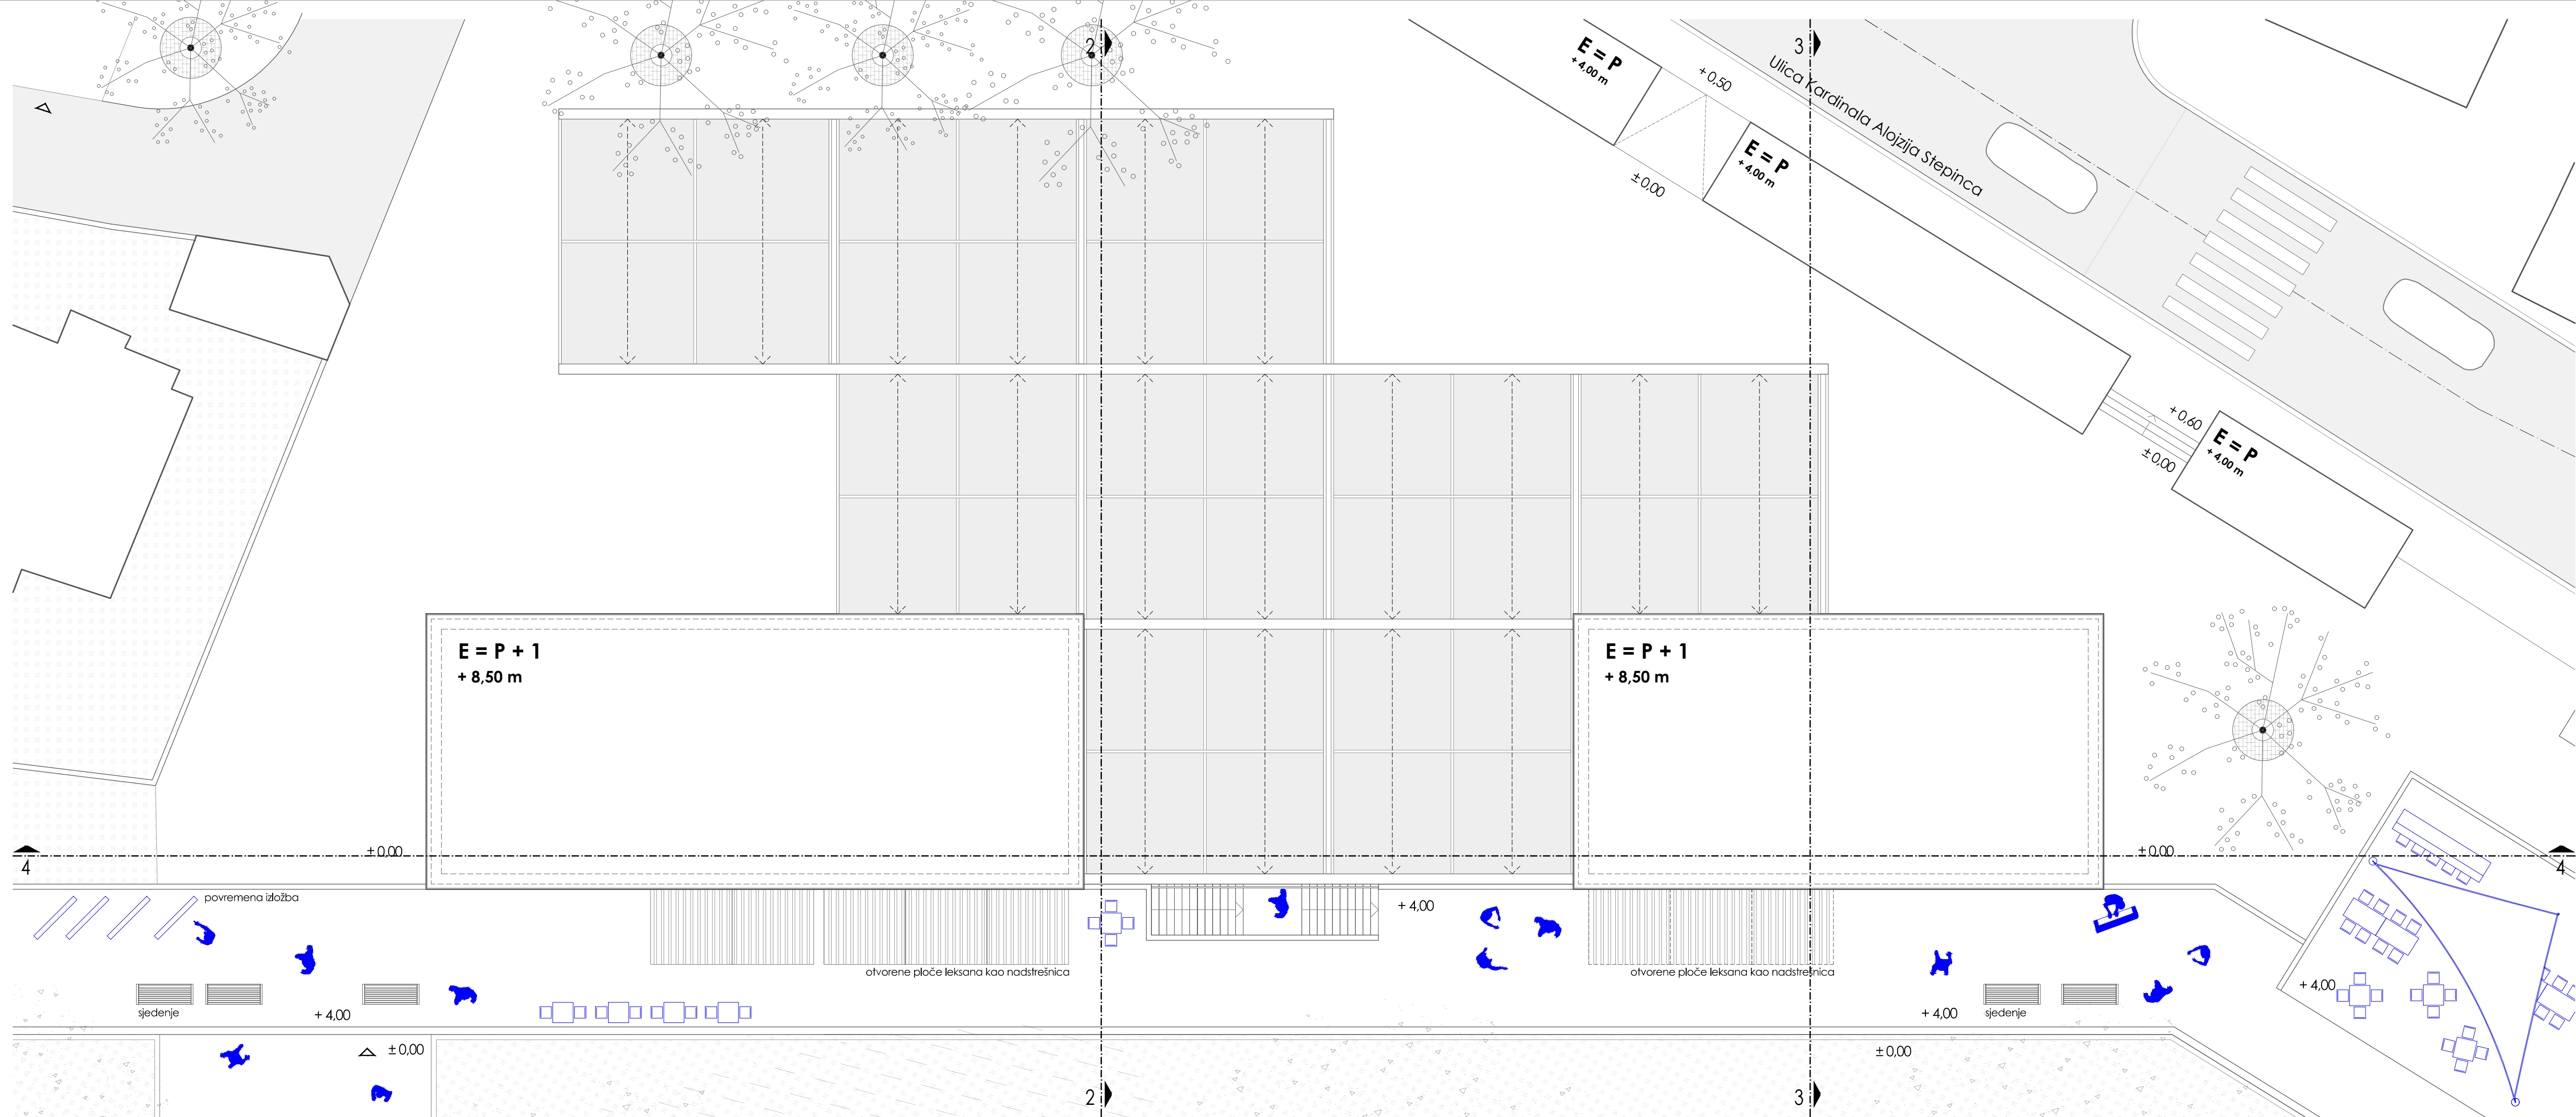 2
3
E = P
+ 4,00 m
+ 0,50
Ulica Kardinala Alojzija Stepinca
E = P
+ 4,00 m
± 0,00
+ 0,60
E = P
+ 4,00 m
± 0,00
E = P + 1
+ 8,50 m
E = P + 1
+ 8,50 m
4
± 0,00
± 0,00
4
povremena izložba
+ 4,00
otvorene ploče leksana kao nadstrešnica
otvorene ploče leksana kao nadstrešnica
+ 4,00
sjedenje
+ 4,00
+ 4,00
sjedenje
± 0,00
± 0,00
2
3